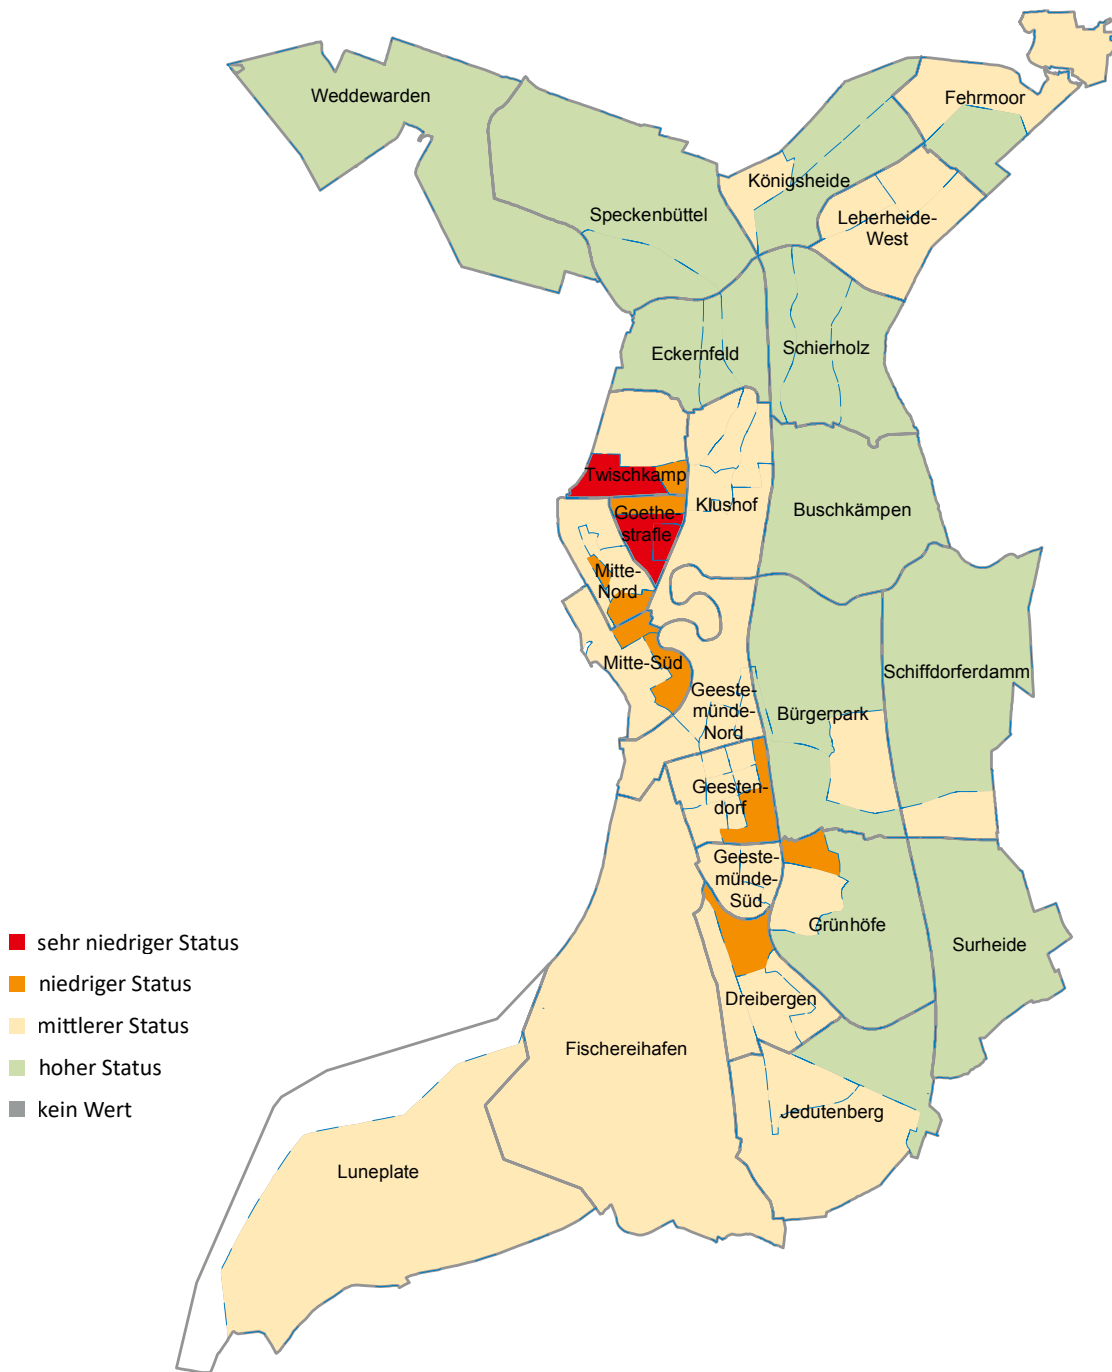 Weddewarden
Fehrmoor
Königsheide
Speckenbüttel
Leherheide-
West
Eckernfeld
Schierholz
Twischkamp
Klushof
Goethe-
strafle
Buschkämpen
Mitte-
Nord
Mitte-Süd
Schiffdorferdamm
Geeste-
münde-
Nord
Bürgerpark
Geesten-
dorf
Geeste-
münde-
Süd
Grünhöfe
Surheide
Dreibergen
Fischereihafen
Jedutenberg
Luneplate
sehr niedriger Status
niedriger Status
mittlerer Status
hoher Status
kein Wert